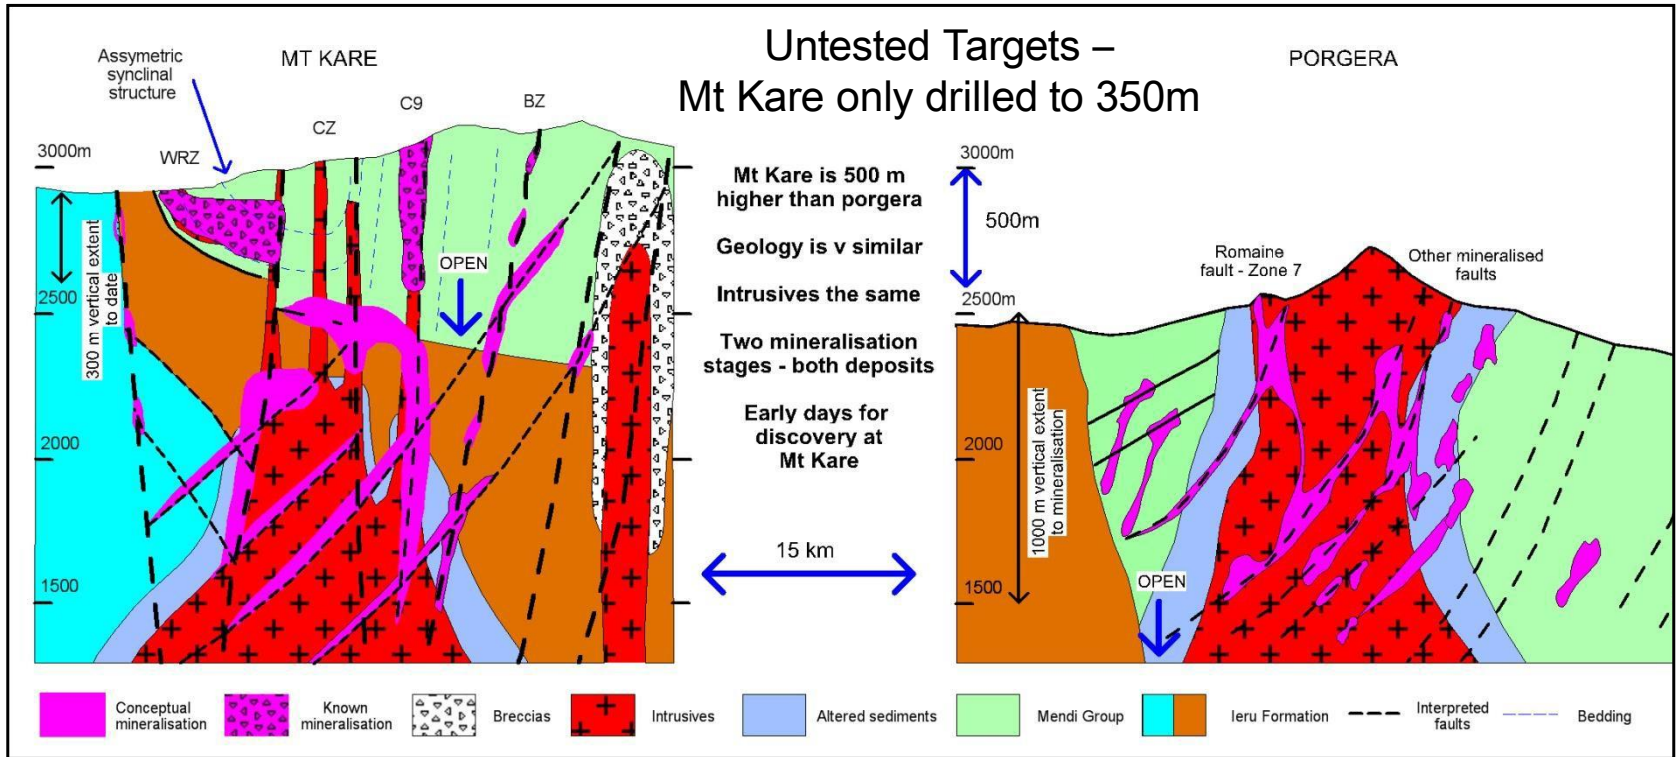 Untested Targets –
Mt Kare only drilled to 350m
MT KARE
Assymetric
synclinal
structure
WRZ
CZ
C9
BZ
3000m
2500
2000
1500
300 m vertical extent
to date
OPEN
Mt Kare is 500 m
higher than porgera
Geology is v similar
Intrusives the same
Two mineralisation
stages - both deposits
Early days for
discovery at
Mt Kare
15 km
PORGERA
3000m
500m
2500m
2000
1500
Romaine
fault - Zone 7
Other mineralised
faults
1000 m vertical extent
to mineralisation
OPEN
Conceptual
mineralisation
Known
mineralisation
Breccias
Intrusives
Altered sediments
Mendi Group
Ieru Formation
Interpreted
faults
Bedding